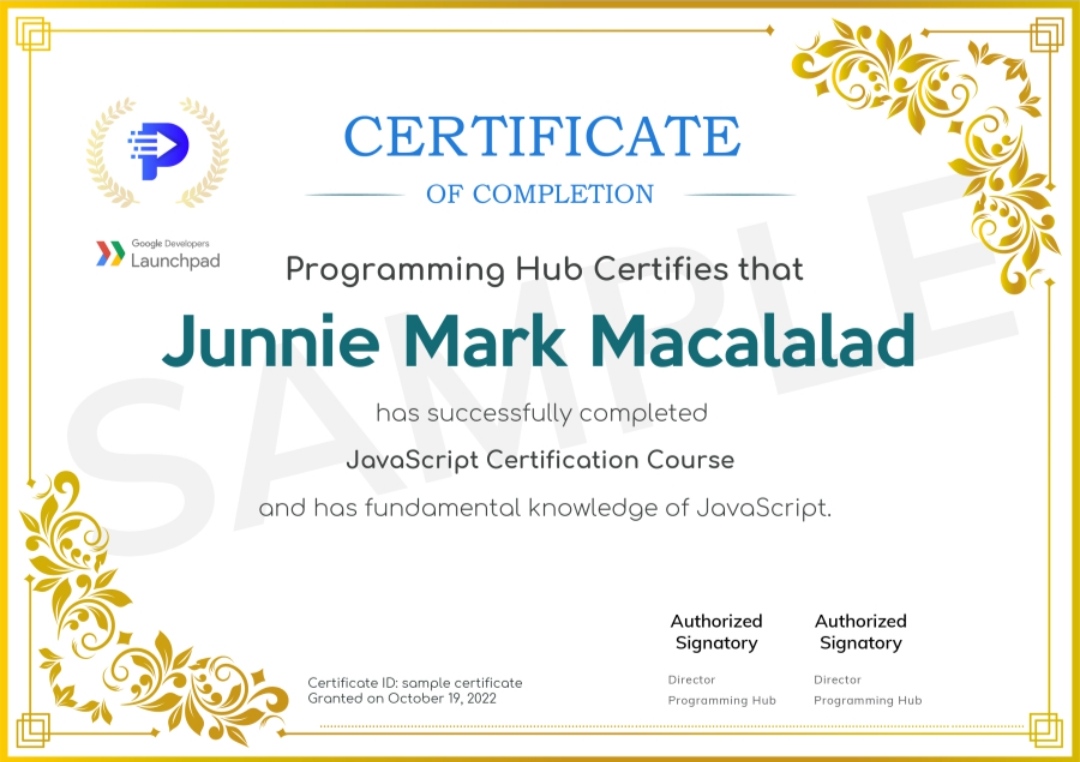 CERTIFICATE
OF COMPLETION
Google Developers
Launchpad
Programming Hub Certifies that
Junnie Mark Macalalad
has successfully completed
JavaScript Certification Course
and has fundamental knowledge of JavaScript.
SAMPLE
Authorized Signatory
Authorized Signatory
Director
Programming Hub
Director
Programming Hub
Certificate ID: sample certificate
Granted on October 19, 2022